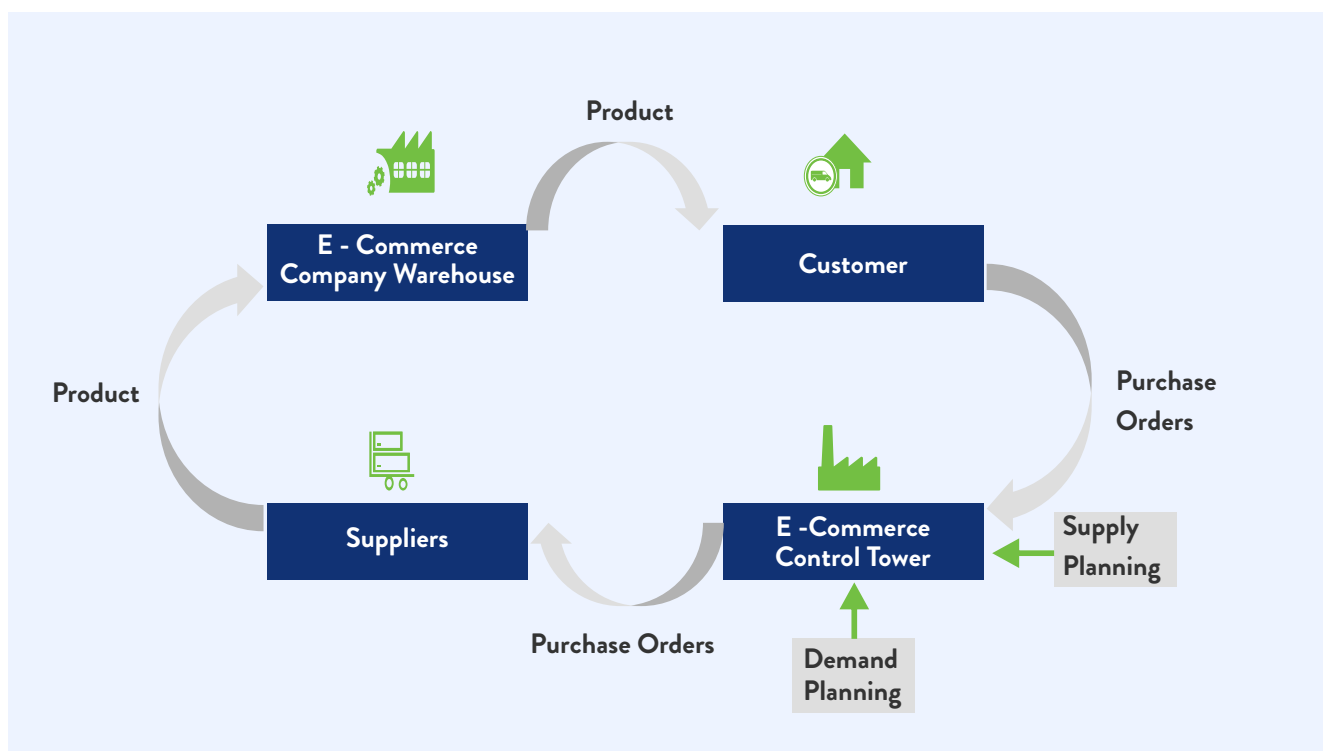 Product
E - Commerce
Company Warehouse
Customer
Product
Purchase
Orders
Suppliers
E -Commerce
Control Tower
Supply
Planning
Purchase Orders
Demand
Planning